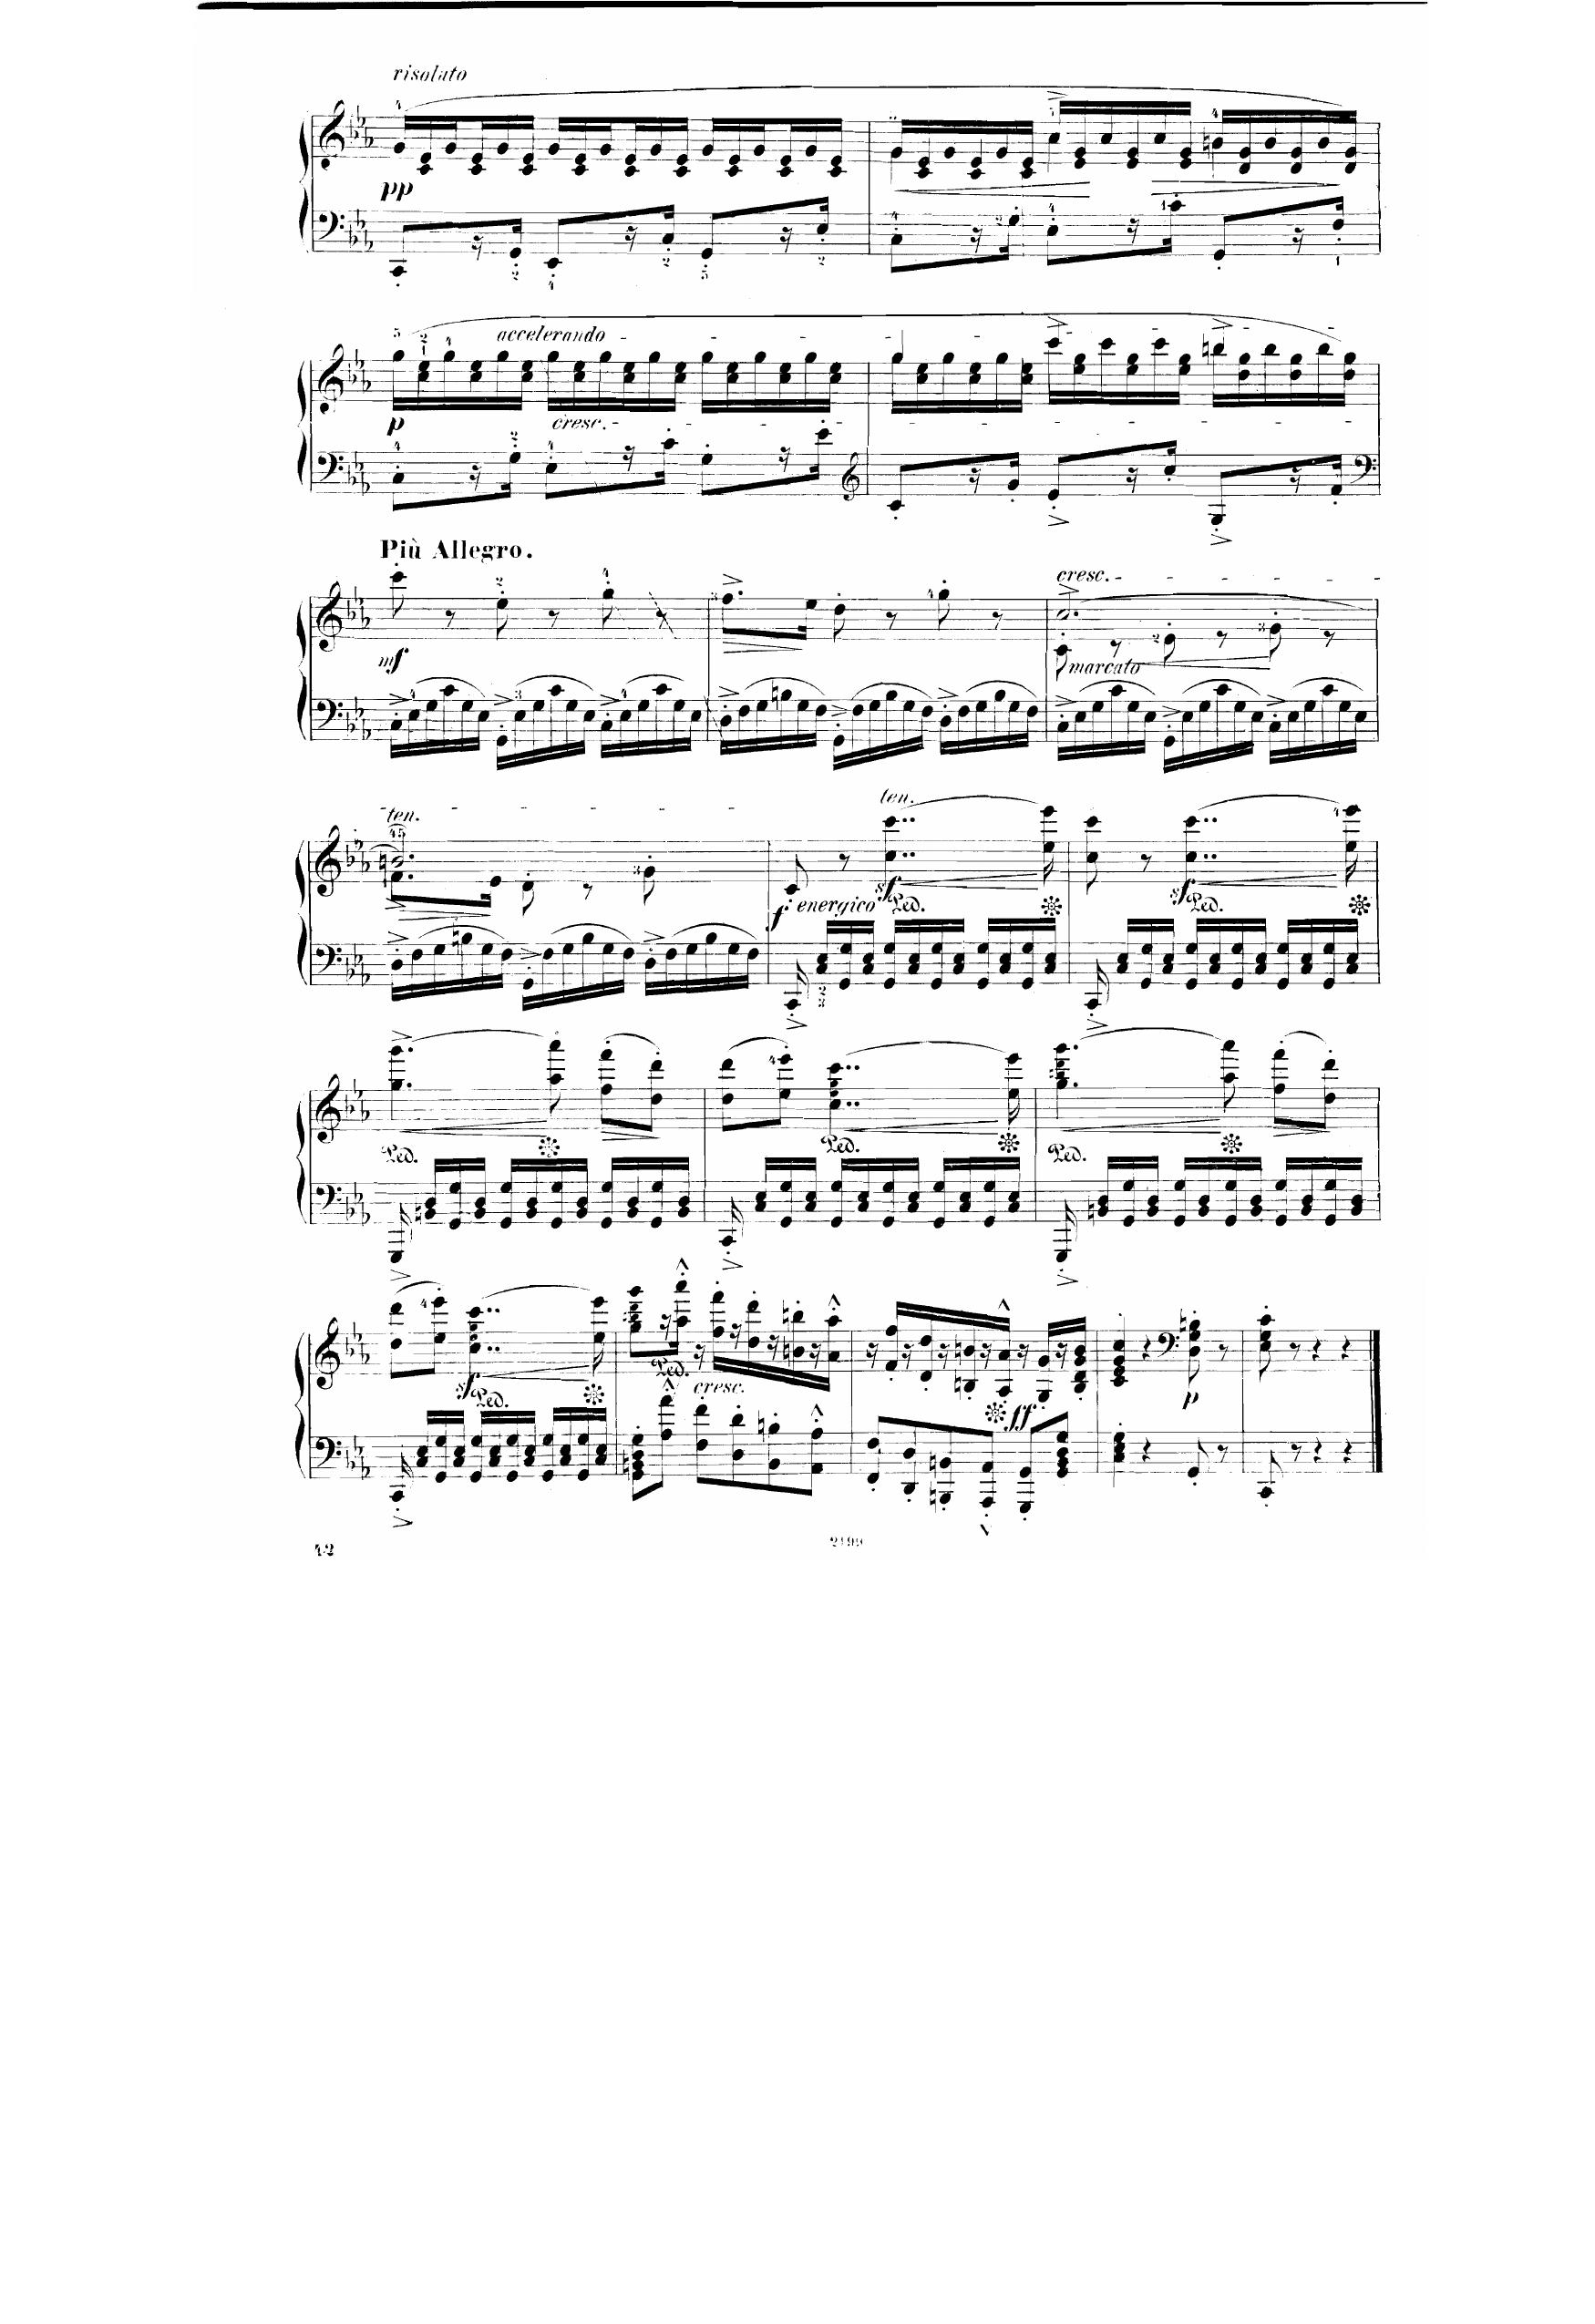 risoluto
pp
accelerando
p
cresc.
Più Allegro.
cresc.
mf
marcato
ten.
ten.
f energico
sf
Ped.
sf
Ped.
Ped.
Ped.
Ped.
sf
Ped.
Ped.
cresc.
ff
p
42
2199